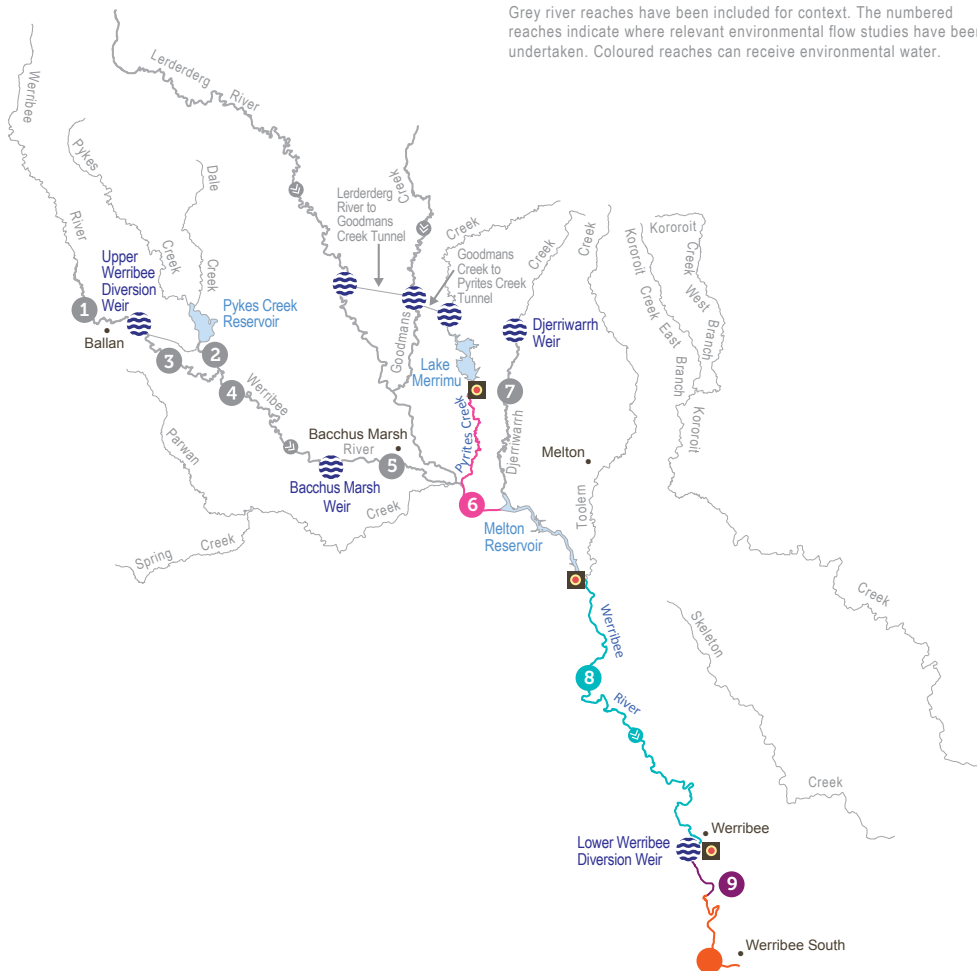 Grey river reaches have been included for context. The numbered
reaches indicate where relevant environmental flow studies have been
undertaken. Coloured reaches can receive environmental water.
Werribee
River
Lerderderg
River
Pykes
Creek
Dale
Creek
Creek
Lerderderg
River to
Goodmans
Creek Tunnel
Goodmans
Creek to
Pyrites Creek
Tunnel
Creek
Creek
Creek
Kororoit
Creek
East
Branch
Kororoit
Creek
West
Branch
Kororoit
Creek
Upper
Werribee
Diversion
Weir
1
Ballan
Pykes Creek
Reservoir
2
3
4
Werribee
River
Goodmans
Lake
Merrimu
Djerriwarrh
Weir
7
Djerriwarrh
Pyrites Creek
Parwan
Creek
Spring
Creek
Bacchus Marsh
5
Bacchus Marsh
Weir
6
Melton
Toolern
Melton
Reservoir
Werribee
River
8
Skeleton
Creek
Werribee
Lower Werribee
Diversion Weir
9
Werribee South